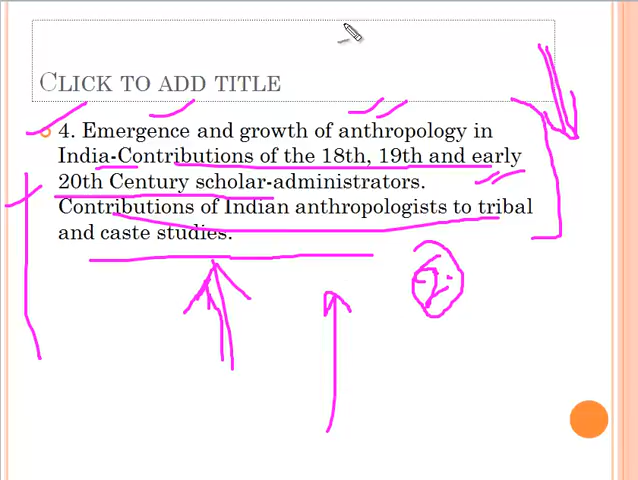 CLICK TO ADD TITLE
4. Emergence and growth of anthropology in
India-Contributions of the 18th, 19th and early
20th Century scholar-administrators.
Contributions of Indian anthropologists to tribal
and caste studies.
2.